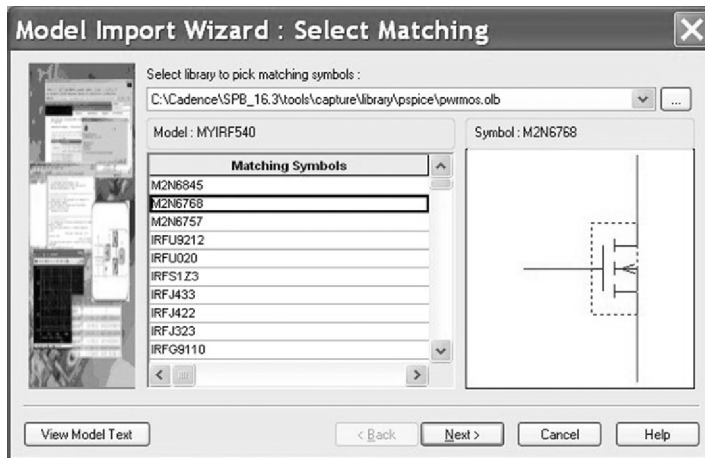 Model Import Wizard : Select Matching
Select library to pick matching symbols :
C:\Cadence\SPB_16.3\tools\capture\library\pspice\pwrmos.olb
...
Model : MYIRF540
Symbol : M2N6768
Matching Symbols
M2N6845
M2N6768
M2N6757
IRFU9212
IRFU020
IRFS1Z3
IRFJ433
IRFJ422
IRFJ323
IRFG9110
View Model Text
< Back
Next >
Cancel
Help